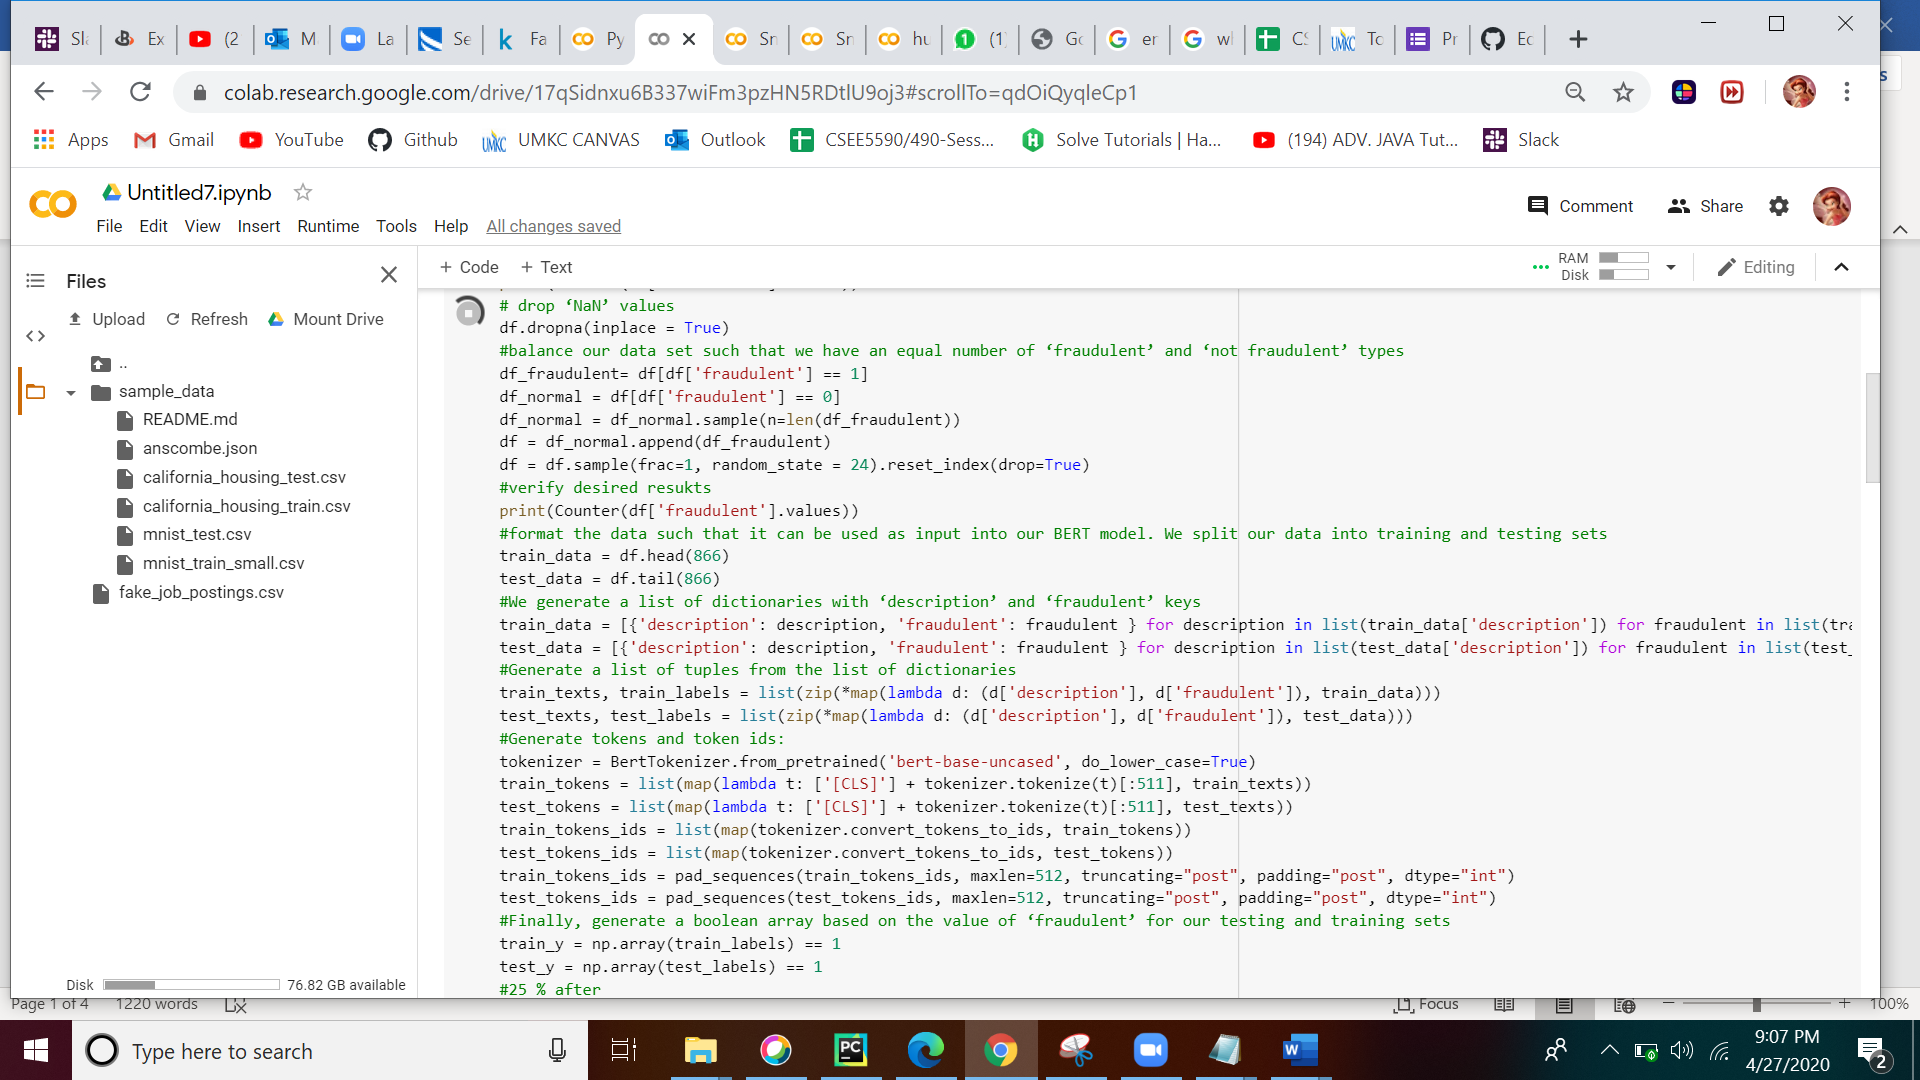 Sl
Ex
(2
M
La
Se
Fa
Py
Sn
Sn
hu
(1
Go
er
wl
CS
To
Pr
Ec
colab.research.google.com/drive/17qSidnxu6B337wiFm3pzHN5RDtlU9oj3#scrollTo=qdOiQyqleCp1
Apps
Gmail
YouTube
Github
UMKC CANVAS
Outlook
CSEE5590/490-Sess...
Solve Tutorials | Ha...
(194) ADV. JAVA Tut...
Slack
Untitled7.ipynb
Comment
Share
File Edit View Insert Runtime Tools Help All changes saved
Files
+ Code + Text
RAM
Disk
Editing
Upload Refresh Mount Drive
..
sample_data
README.md
anscombe.json
california_housing_test.csv
california_housing_train.csv
mnist_test.csv
mnist_train_small.csv
fake_job_postings.csv
Disk 76.82 GB available
# drop ‘NaN’ values
df.dropna(inplace = True)
#balance our data set such that we have an equal number of ‘fraudulent’ and ‘not fraudulent’ types
df_fraudulent= df[df['fraudulent'] == 1]
df_normal = df[df['fraudulent'] == 0]
df_normal = df_normal.sample(n=len(df_fraudulent))
df = df_normal.append(df_fraudulent)
df = df.sample(frac=1, random_state = 24).reset_index(drop=True)
#verify desired resukts
print(Counter(df['fraudulent'].values))
#format the data such that it can be used as input into our BERT model. We split our data into training and testing sets
train_data = df.head(866)
test_data = df.tail(866)
#We generate a list of dictionaries with ‘description’ and ‘fraudulent’ keys
train_data = [{'description': description, 'fraudulent': fraudulent } for description in list(train_data['description']) for fraudulent in list(tra
test_data = [{'description': description, 'fraudulent': fraudulent } for description in list(test_data['description']) for fraudulent in list(test_
#Generate a list of tuples from the list of dictionaries
train_texts, train_labels = list(zip(*map(lambda d: (d['description'], d['fraudulent']), train_data)))
test_texts, test_labels = list(zip(*map(lambda d: (d['description'], d['fraudulent']), test_data)))
#Generate tokens and token ids:
tokenizer = BertTokenizer.from_pretrained('bert-base-uncased', do_lower_case=True)
train_tokens = list(map(lambda t: ['[CLS]'] + tokenizer.tokenize(t)[:511], train_texts))
test_tokens = list(map(lambda t: ['[CLS]'] + tokenizer.tokenize(t)[:511], test_texts))
train_tokens_ids = list(map(tokenizer.convert_tokens_to_ids, train_tokens))
test_tokens_ids = list(map(tokenizer.convert_tokens_to_ids, test_tokens))
train_tokens_ids = pad_sequences(train_tokens_ids, maxlen=512, truncating="post", padding="post", dtype="int")
test_tokens_ids = pad_sequences(test_tokens_ids, maxlen=512, truncating="post", padding="post", dtype="int")
#Finally, generate a boolean array based on the value of ‘fraudulent’ for our testing and training sets
train_y = np.array(train_labels) == 1
test_y = np.array(test_labels) == 1
#25 % after
Page 1 of 4 1220 words Focus 100%
Type here to search
9:07 PM
4/27/2020
2